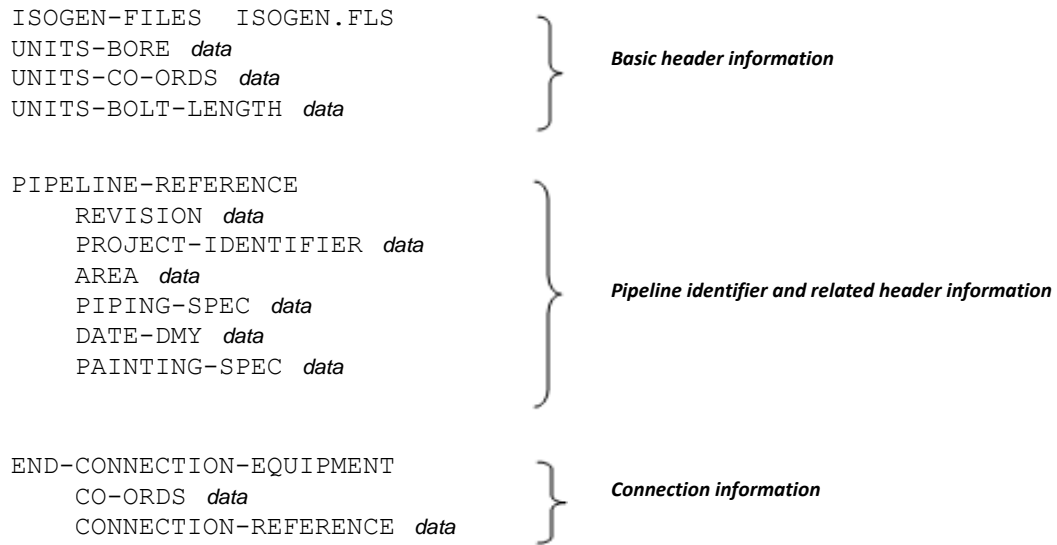 ISOGEN-FILES ISOGEN.FLS
UNITS-BORE data
UNITS-CO-ORDS data
UNITS-BOLT-LENGTH data
Basic header information
PIPELINE-REFERENCE
REVISION data
PROJECT-IDENTIFIER data
AREA data
PIPING-SPEC data
DATE-DMY data
PAINTING-SPEC data
Pipeline identifier and related header information
END-CONNECTION-EQUIPMENT
CO-ORDS data
CONNECTION-REFERENCE data
Connection information